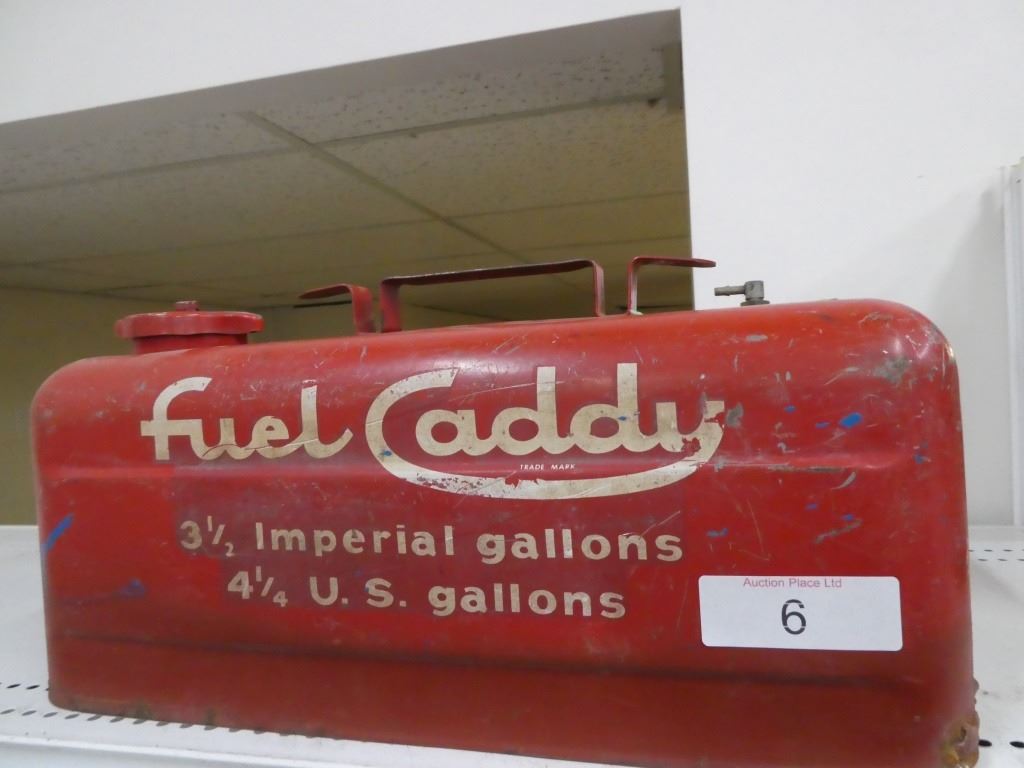 Fuel Caddy
TRADE MARK
3½ Imperial gallons
4¼ U. S. gallons
Auction Place Ltd
6